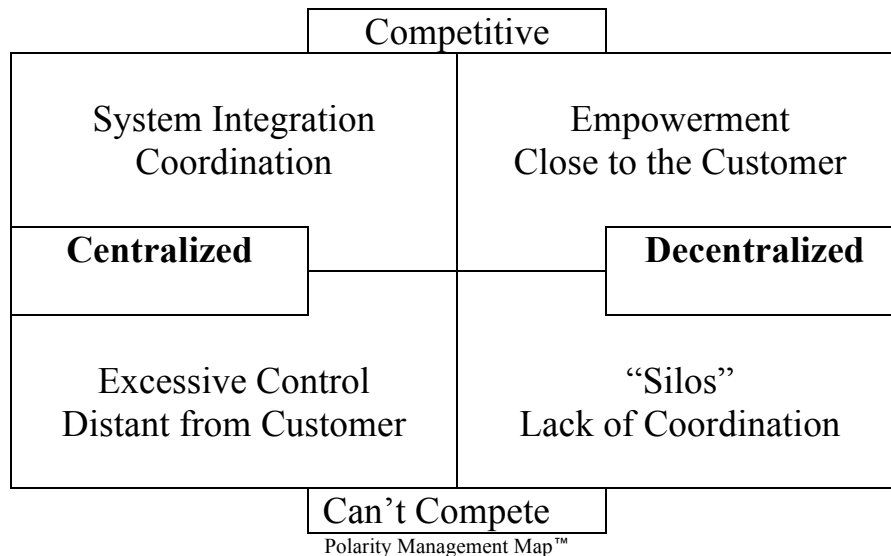 Competitive
System Integration
Coordination
Empowerment
Close to the Customer
Centralized
Decentralized
Excessive Control
Distant from Customer
“Silos”
Lack of Coordination
Can’t Compete
Polarity Management Map™